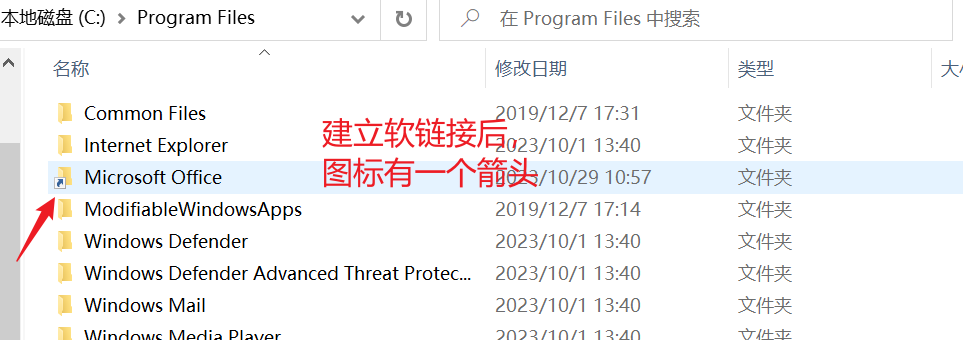 本地磁盘 (C:) > Program Files
在 Program Files 中搜索
名称 修改日期 类型
Common Files 2019/12/7 17:31 文件夹
Internet Explorer 2023/10/1 13:40 文件夹
Microsoft Office 2023/10/29 10:57 文件夹
ModifiableWindowsApps 2019/12/7 17:14 文件夹
Windows Defender 2023/10/1 13:40 文件夹
Windows Defender Advanced Threat Protec... 2023/10/1 13:40 文件夹
Windows Mail 2023/10/1 13:40 文件夹
Windows Media Player 2023/10/1 13:40 文件夹
建立软链接后,
图标有一个箭头